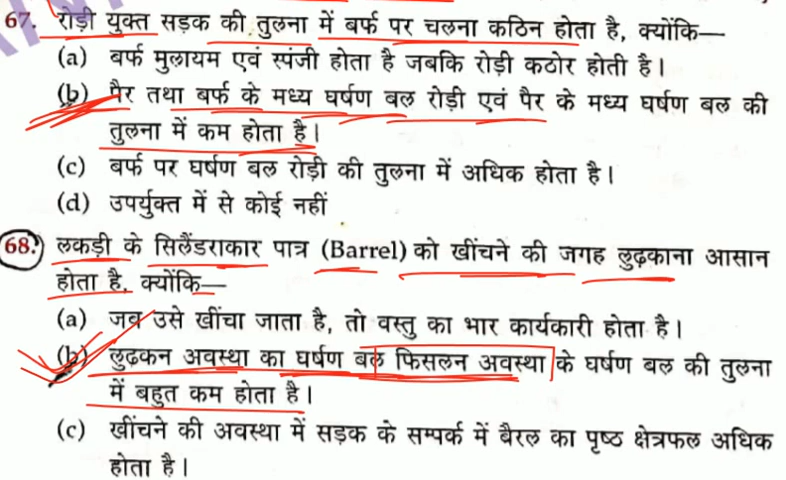 67. रोड़ी युक्त सड़क की तुलना में बर्फ पर चलना कठिन होता है, क्योंकि—
(a) बर्फ मुलायम एवं स्पंजी होता है जबकि रोड़ी कठोर होती है।
(b) पैर तथा बर्फ के मध्य घर्षण बल रोड़ी एवं पैर के मध्य घर्षण बल की
तुलना में कम होता है।
(c) बर्फ पर घर्षण बल रोड़ी की तुलना में अधिक होता है।
(d) उपर्युक्त में से कोई नहीं
68. लकड़ी के सिलैंडराकार पात्र (Barrel) को खींचने की जगह लुढ़काना आसान
होता है, क्योंकि—
(a) जब उसे खींचा जाता है, तो वस्तु का भार कार्यकारी होता है।
(b) लुढ़कन अवस्था का घर्षण बल फिसलन अवस्था के घर्षण बल की तुलना
में बहुत कम होता है।
(c) खींचने की अवस्था में सड़क के सम्पर्क में बैरल का पृष्ठ क्षेत्रफल अधिक
होता है।